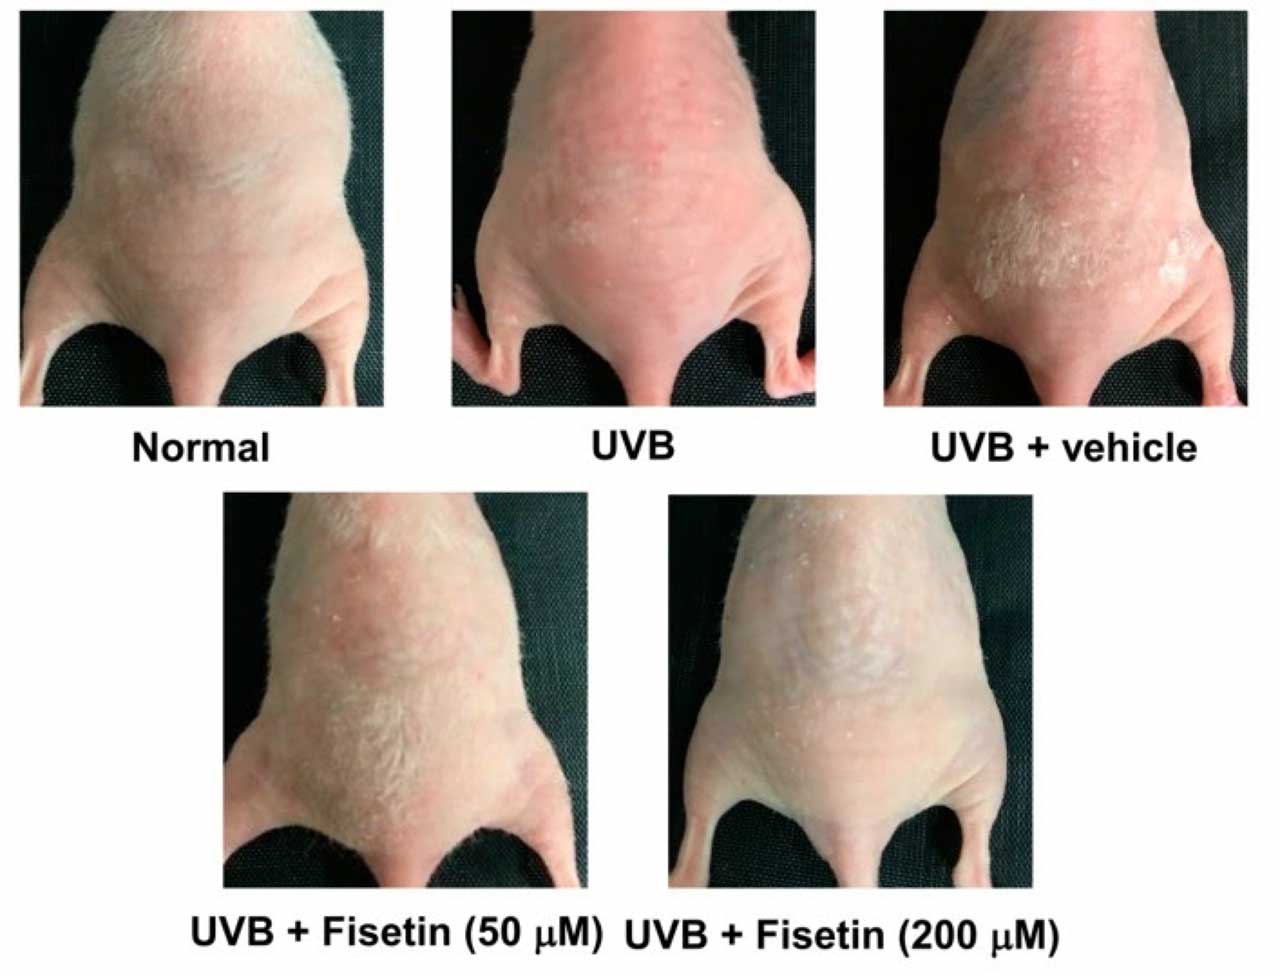 Normal
UVB
UVB + vehicle
UVB + Fisetin (50 μM)
UVB + Fisetin (200 μM)